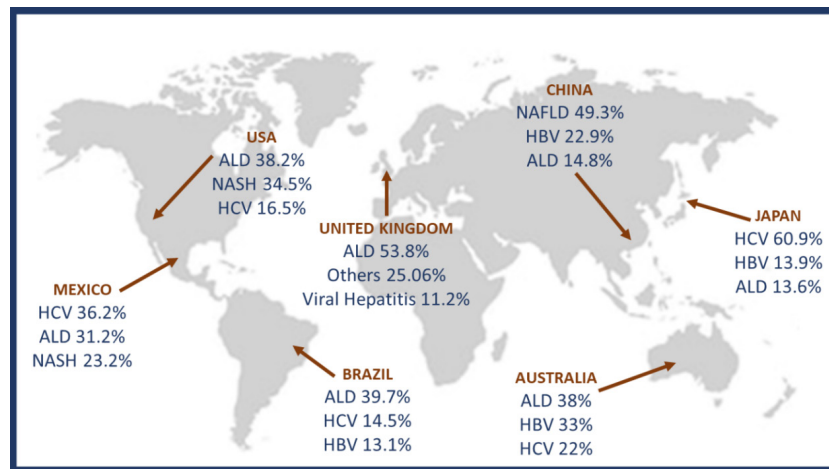 CHINA
NAFLD 49.3%
HBV 22.9%
ALD 14.8%
USA
ALD 38.2%
NASH 34.5%
HCV 16.5%
UNITED KINGDOM
ALD 53.8%
Others 25.06%
Viral Hepatitis 11.2%
JAPAN
HCV 60.9%
HBV 13.9%
ALD 13.6%
MEXICO
HCV 36.2%
ALD 31.2%
NASH 23.2%
BRAZIL
ALD 39.7%
HCV 14.5%
HBV 13.1%
AUSTRALIA
ALD 38%
HBV 33%
HCV 22%